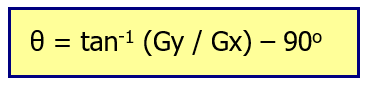 θ = tan⁻¹ (Gy / Gx) – 90º